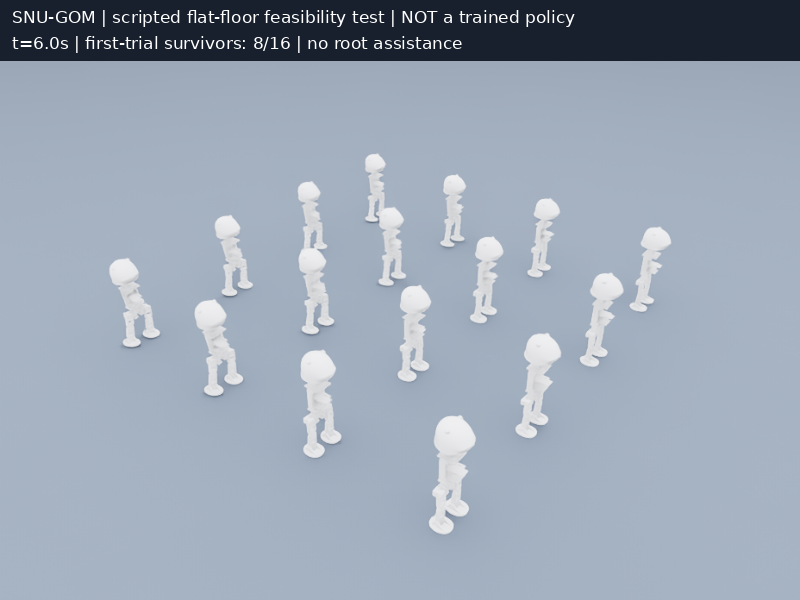 SNU-GOM | scripted flat-floor feasibility test | NOT a trained policy
t=6.0s | first-trial survivors: 8/16 | no root assistance